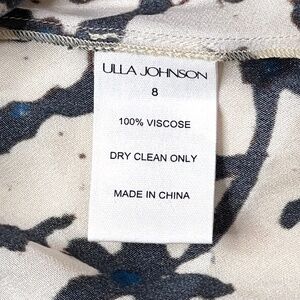 ULLA JOHNSON
8
100% VISCOSE
DRY CLEAN ONLY
MADE IN CHINA